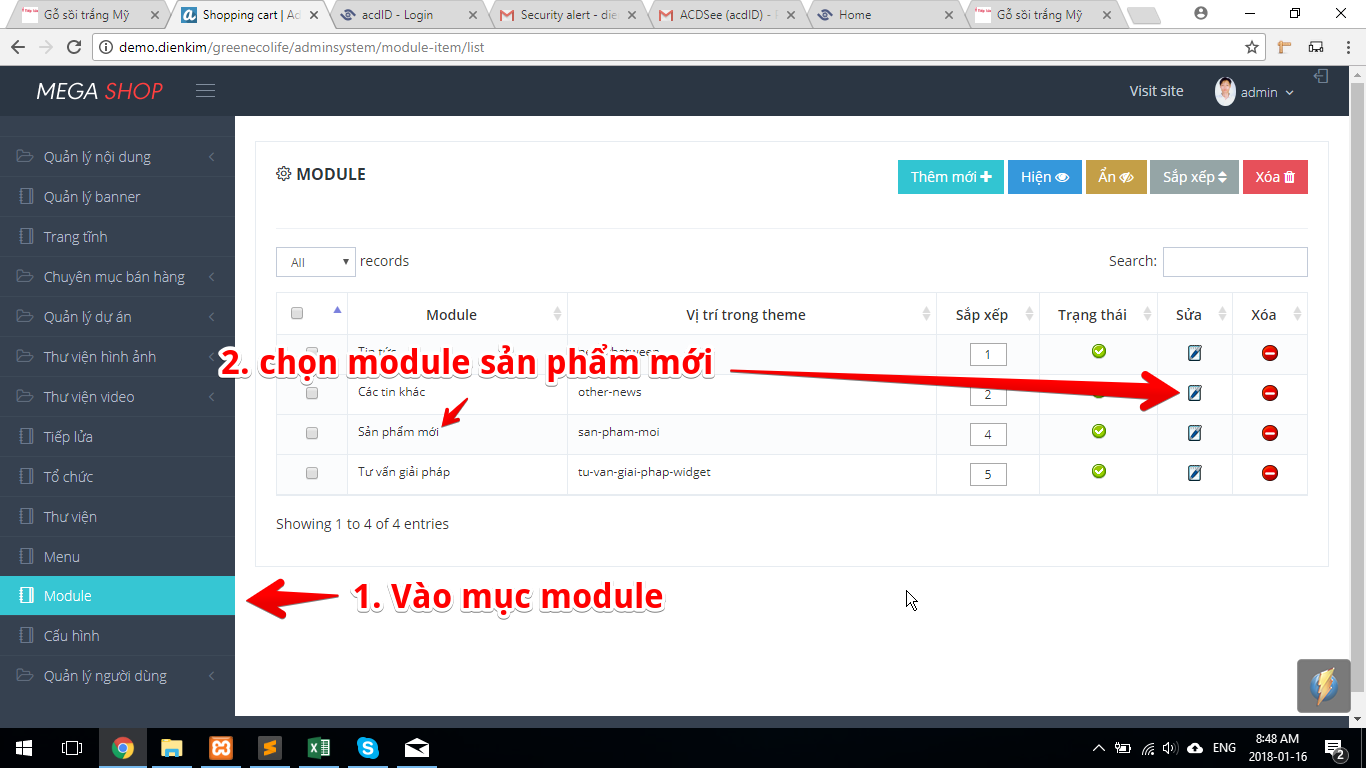 Gỗ sồi trắng Mỹ
Shopping cart | Ad
acdID - Login
Security alert - die
ACDSee (acdID) -
Home
Gỗ sồi trắng Mỹ
demo.dienkim/greenecolife/adminsystem/module-item/list
MEGA SHOP
Visit site
admin
Quản lý nội dung
Quản lý banner
Trang tĩnh
Chuyên mục bán hàng
Quản lý dự án
Thư viện hình ảnh
Thư viện video
Tiếp lửa
Tổ chức
Thư viện
Menu
Module
Cấu hình
Quản lý người dùng
MODULE
Thêm mới
Hiện
Ẩn
Sắp xếp
Xóa
All records
Search:
Module Vị trí trong theme Sắp xếp Trạng thái Sửa Xóa
Tin tức 1
2. chọn module sản phẩm mới
Các tin khác other-news 2
Sản phẩm mới san-pham-moi 4
Tư vấn giải pháp tu-van-giai-phap-widget 5
Showing 1 to 4 of 4 entries
1. Vào mục module
ENG
8:48 AM
2018-01-16
2